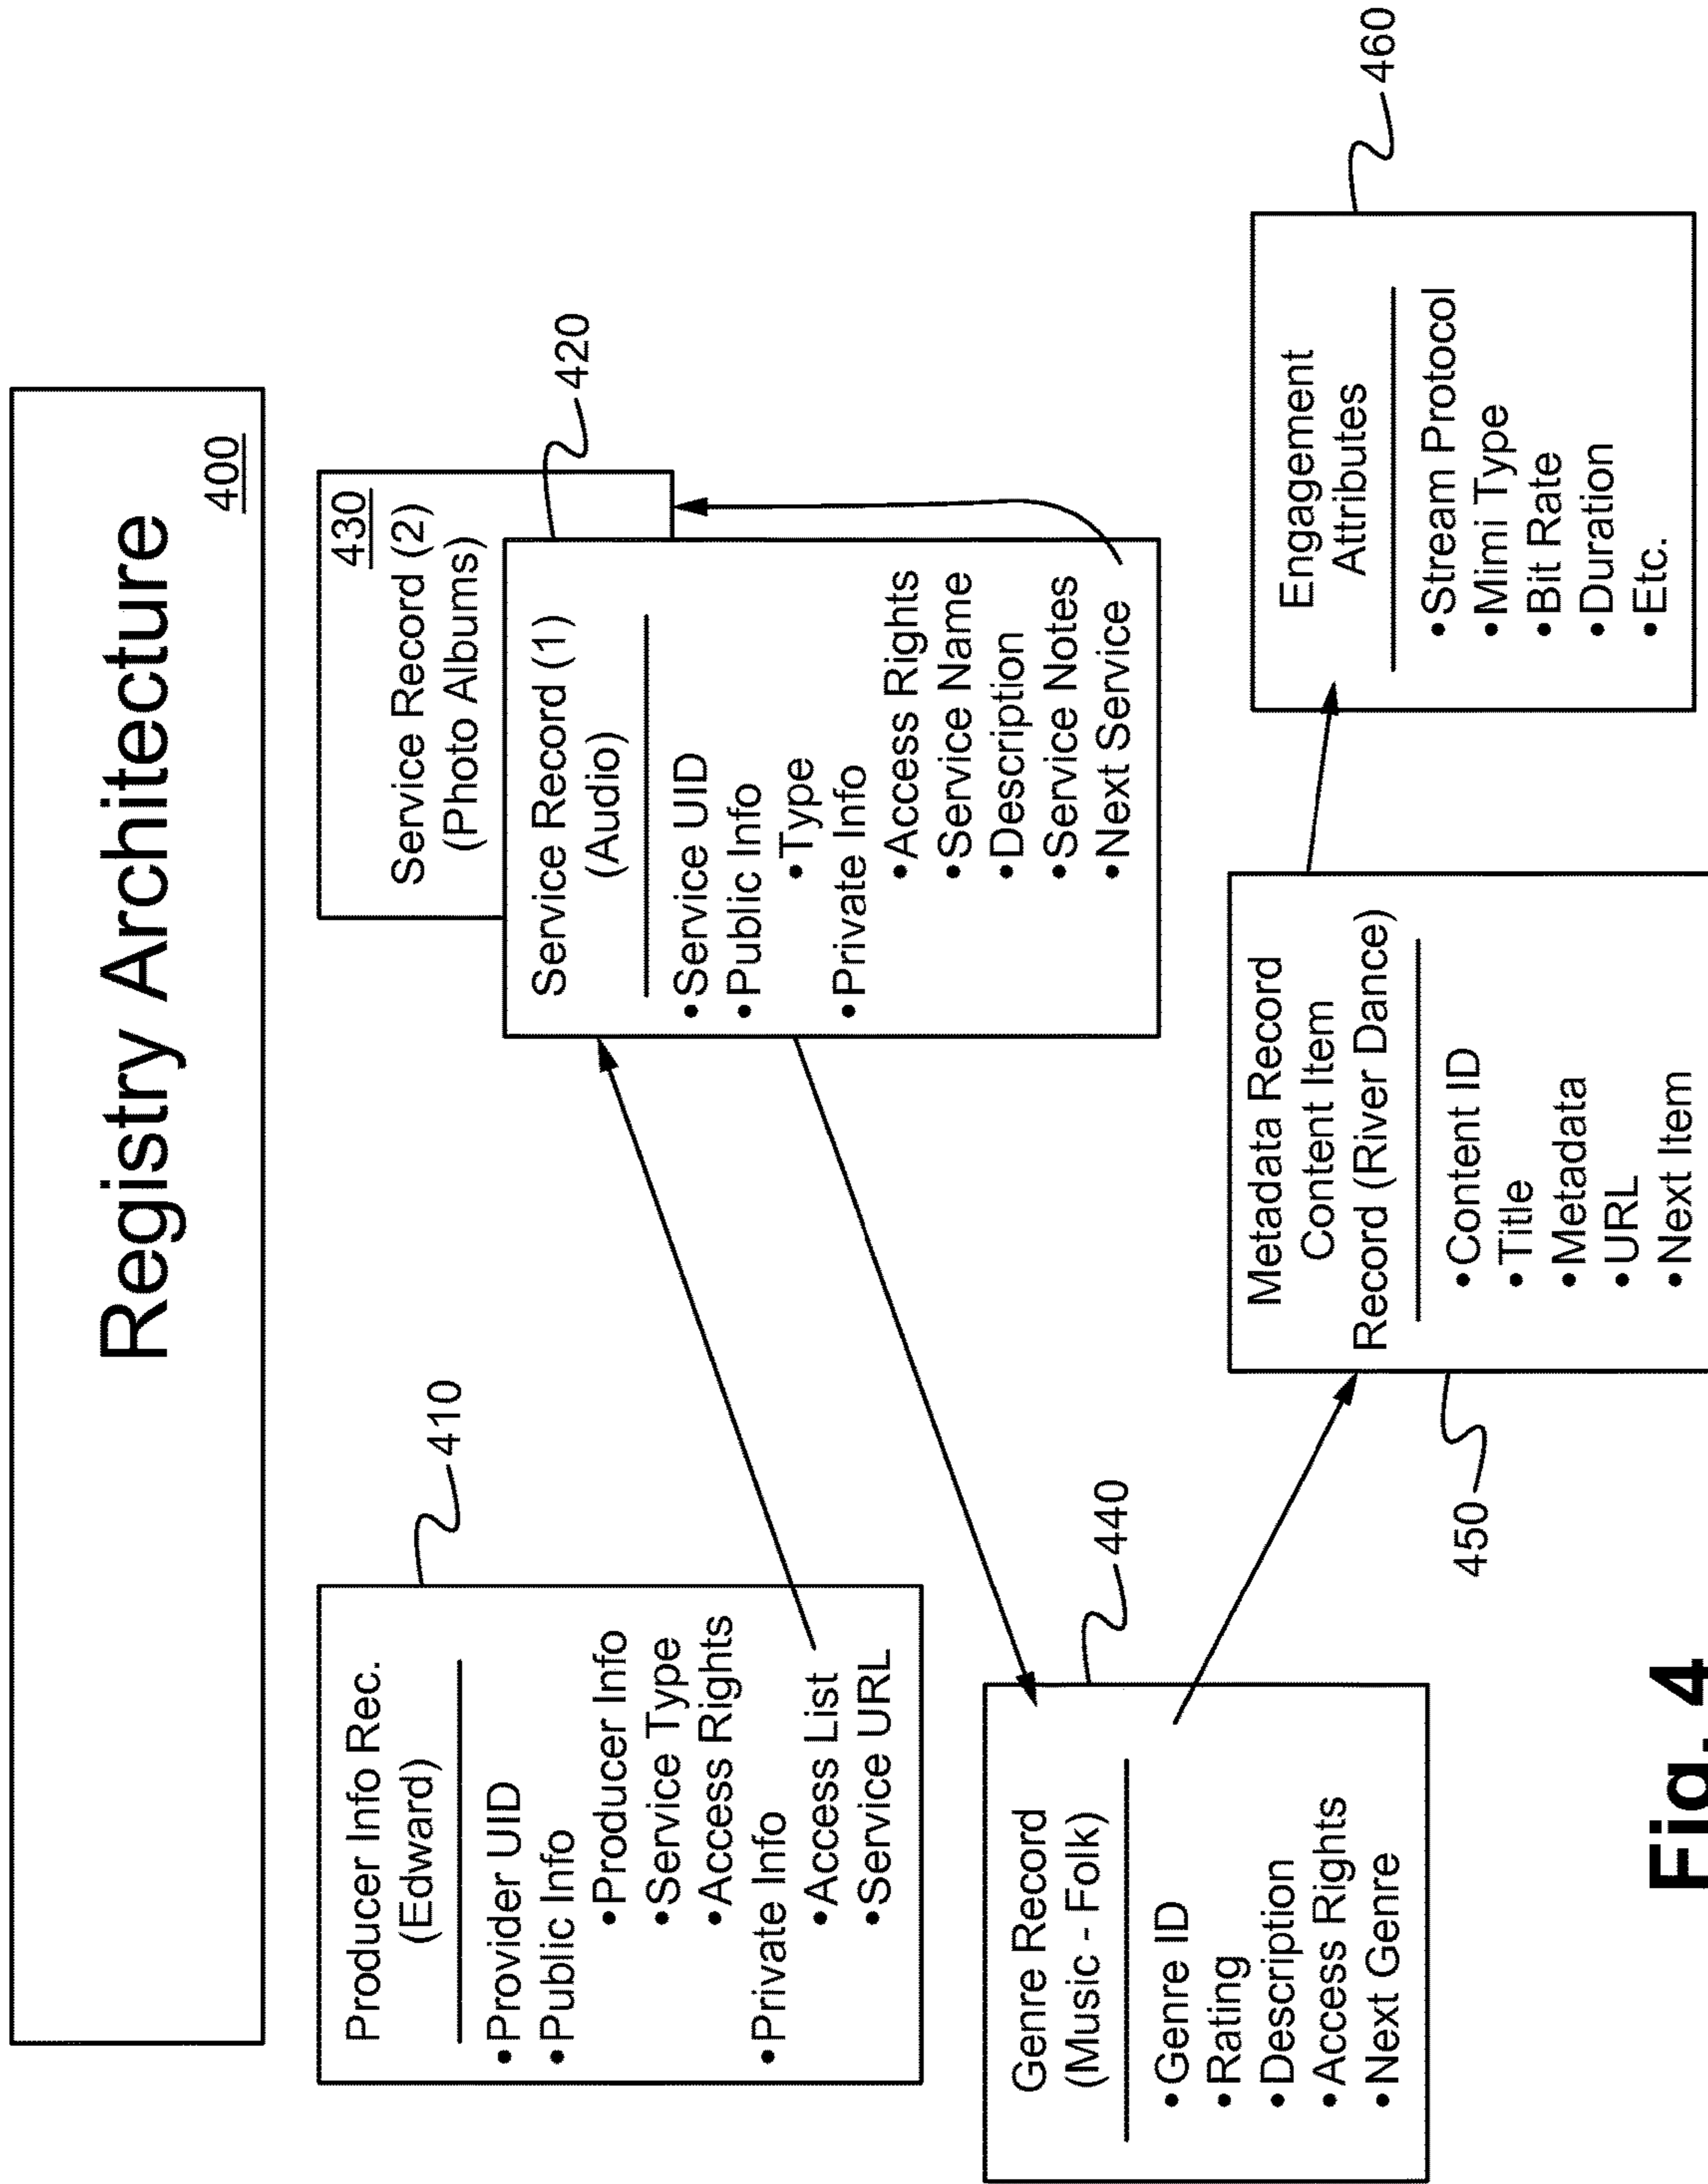 Registry Architecture
400
Producer Info Rec.
(Edward)
•Provider UID
•Public Info
•Producer Info
•Service Type
•Access Rights
•Private Info
•Access List
•Service URL
410
430
Service Record (2)
(Photo Albums)
Service Record (1)
(Audio)
•Service UID
•Public Info
•Type
•Private Info
•Access Rights
•Service Name
•Description
•Service Notes
•Next Service
420
Genre Record
(Music - Folk)
•Genre ID
•Rating
•Description
•Access Rights
•Next Genre
440
Metadata Record
Content Item
Record (River Dance)
•Content ID
•Title
•Metadata
•URL
•Next Item
450
Engagement
Attributes
•Stream Protocol
•Mimi Type
•Bit Rate
•Duration
•Etc.
460
Fig. 4